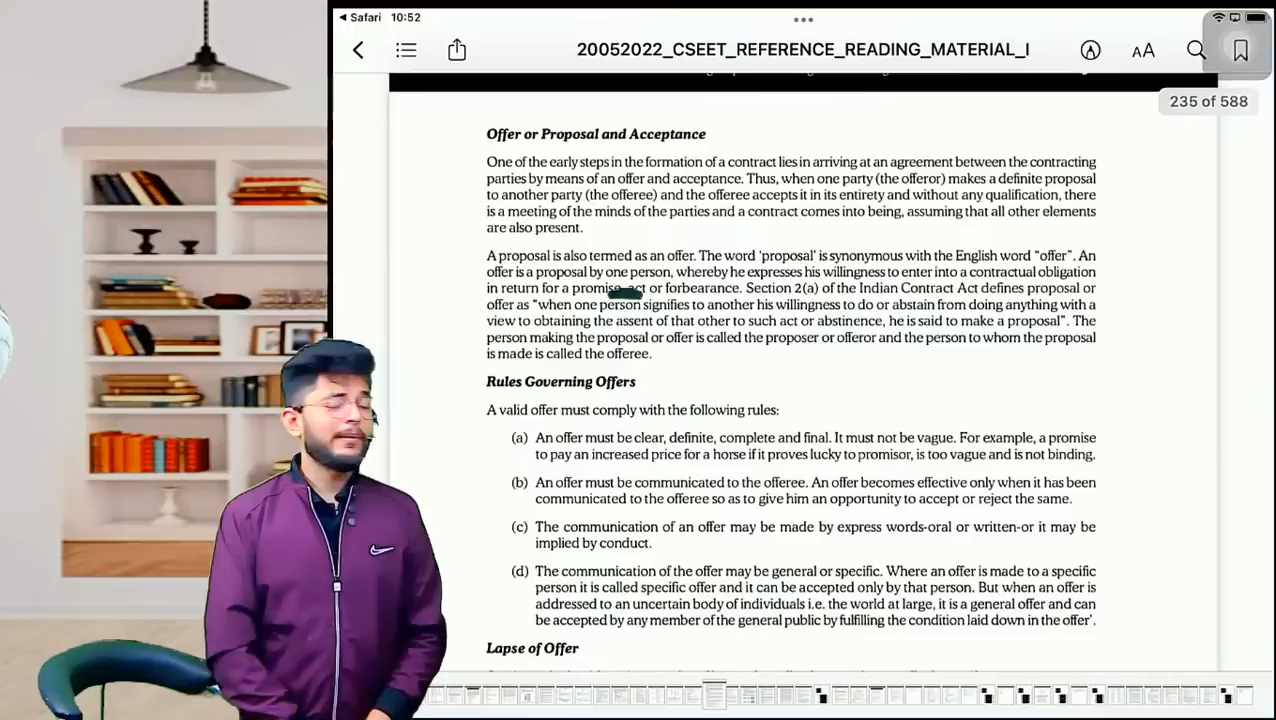 Safari 10:52
20052022_CSEET_REFERENCE_READING_MATERIAL_I
AA
235 of 588
Offer or Proposal and Acceptance
One of the early steps in the formation of a contract lies in arriving at an agreement between the contracting
parties by means of an offer and acceptance. Thus, when one party (the offeror) makes a definite proposal
to another party (the offeree) and the offeree accepts it in its entirety and without any qualification, there
is a meeting of the minds of the parties and a contract comes into being, assuming that all other elements
are also present.
A proposal is also termed as an offer. The word ‘proposal’ is synonymous with the English word “offer”. An
offer is a proposal by one person, whereby he expresses his willingness to enter into a contractual obligation
in return for a promise, act or forbearance. Section 2(a) of the Indian Contract Act defines proposal or
offer as “when one person signifies to another his willingness to do or abstain from doing anything with a
view to obtaining the assent of that other to such act or abstinence, he is said to make a proposal”. The
person making the proposal or offer is called the proposer or offeror and the person to whom the proposal
is made is called the offeree.
Rules Governing Offers
A valid offer must comply with the following rules:
(a) An offer must be clear, definite, complete and final. It must not be vague. For example, a promise
to pay an increased price for a horse if it proves lucky to promisor, is too vague and is not binding.
(b) An offer must be communicated to the offeree. An offer becomes effective only when it has been
communicated to the offeree so as to give him an opportunity to accept or reject the same.
(c) The communication of an offer may be made by express words-oral or written-or it may be
implied by conduct.
(d) The communication of the offer may be general or specific. Where an offer is made to a specific
person it is called specific offer and it can be accepted only by that person. But when an offer is
addressed to an uncertain body of individuals i.e. the world at large, it is a general offer and can
be accepted by any member of the general public by fulfilling the condition laid down in the offer’.
Lapse of Offer